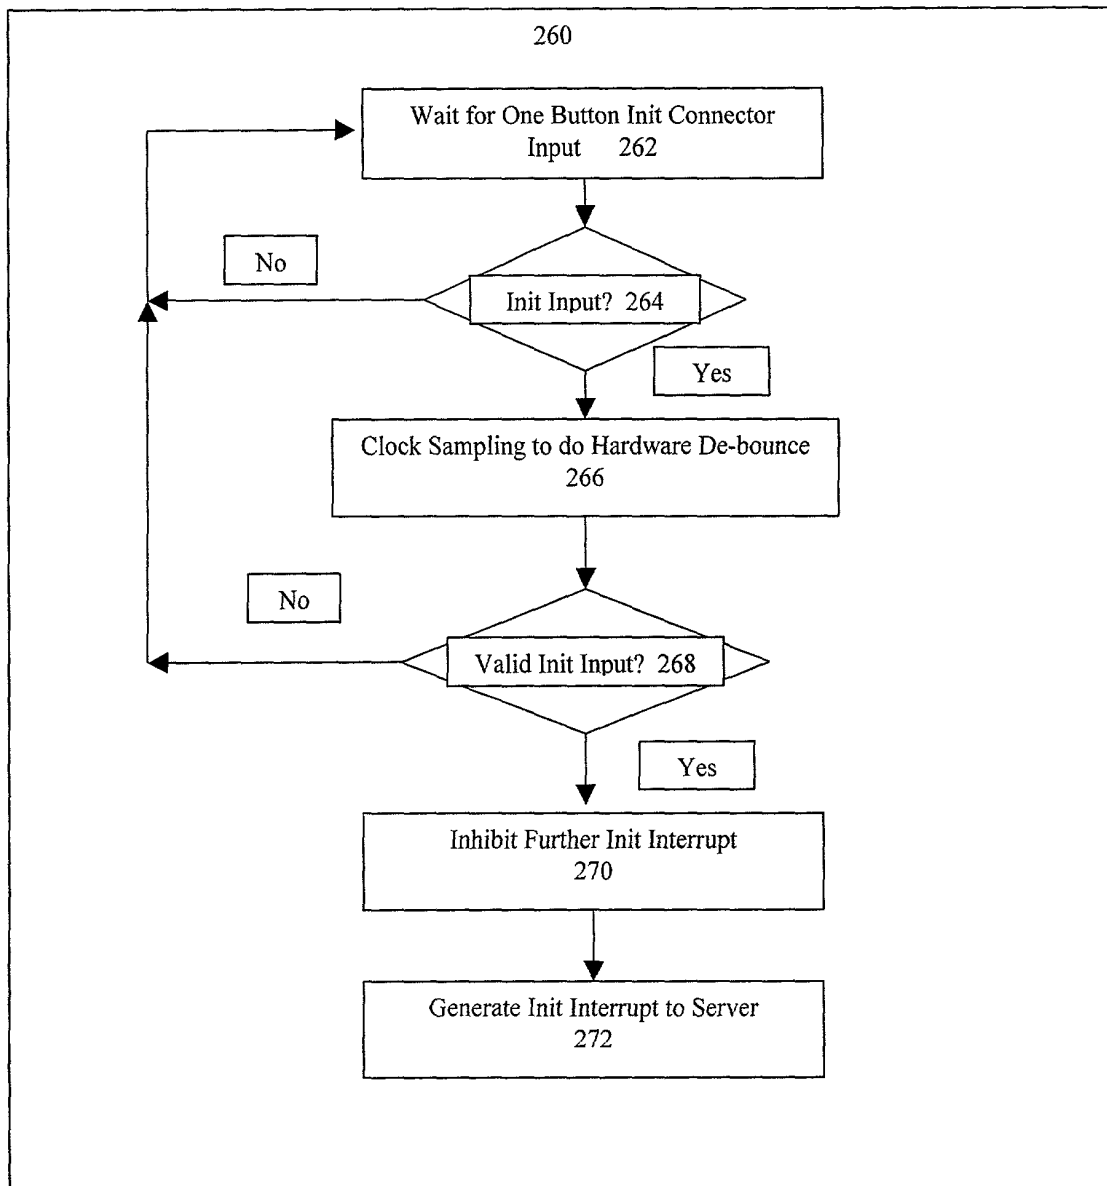 260
Wait for One Button Init Connector
Input 262
No
Init Input? 264
Yes
Clock Sampling to do Hardware De-bounce
266
No
Valid Init Input? 268
Yes
Inhibit Further Init Interrupt
270
Generate Init Interrupt to Server
272